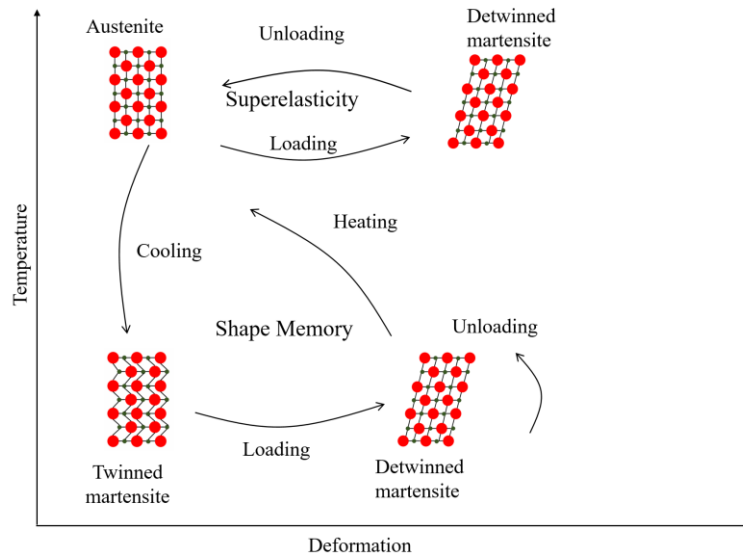 Austenite
Unloading
Detwinned
martensite
Superelasticity
Loading
Heating
Cooling
Temperature
Shape Memory
Unloading
Loading
Twinned
martensite
Detwinned
martensite
Deformation